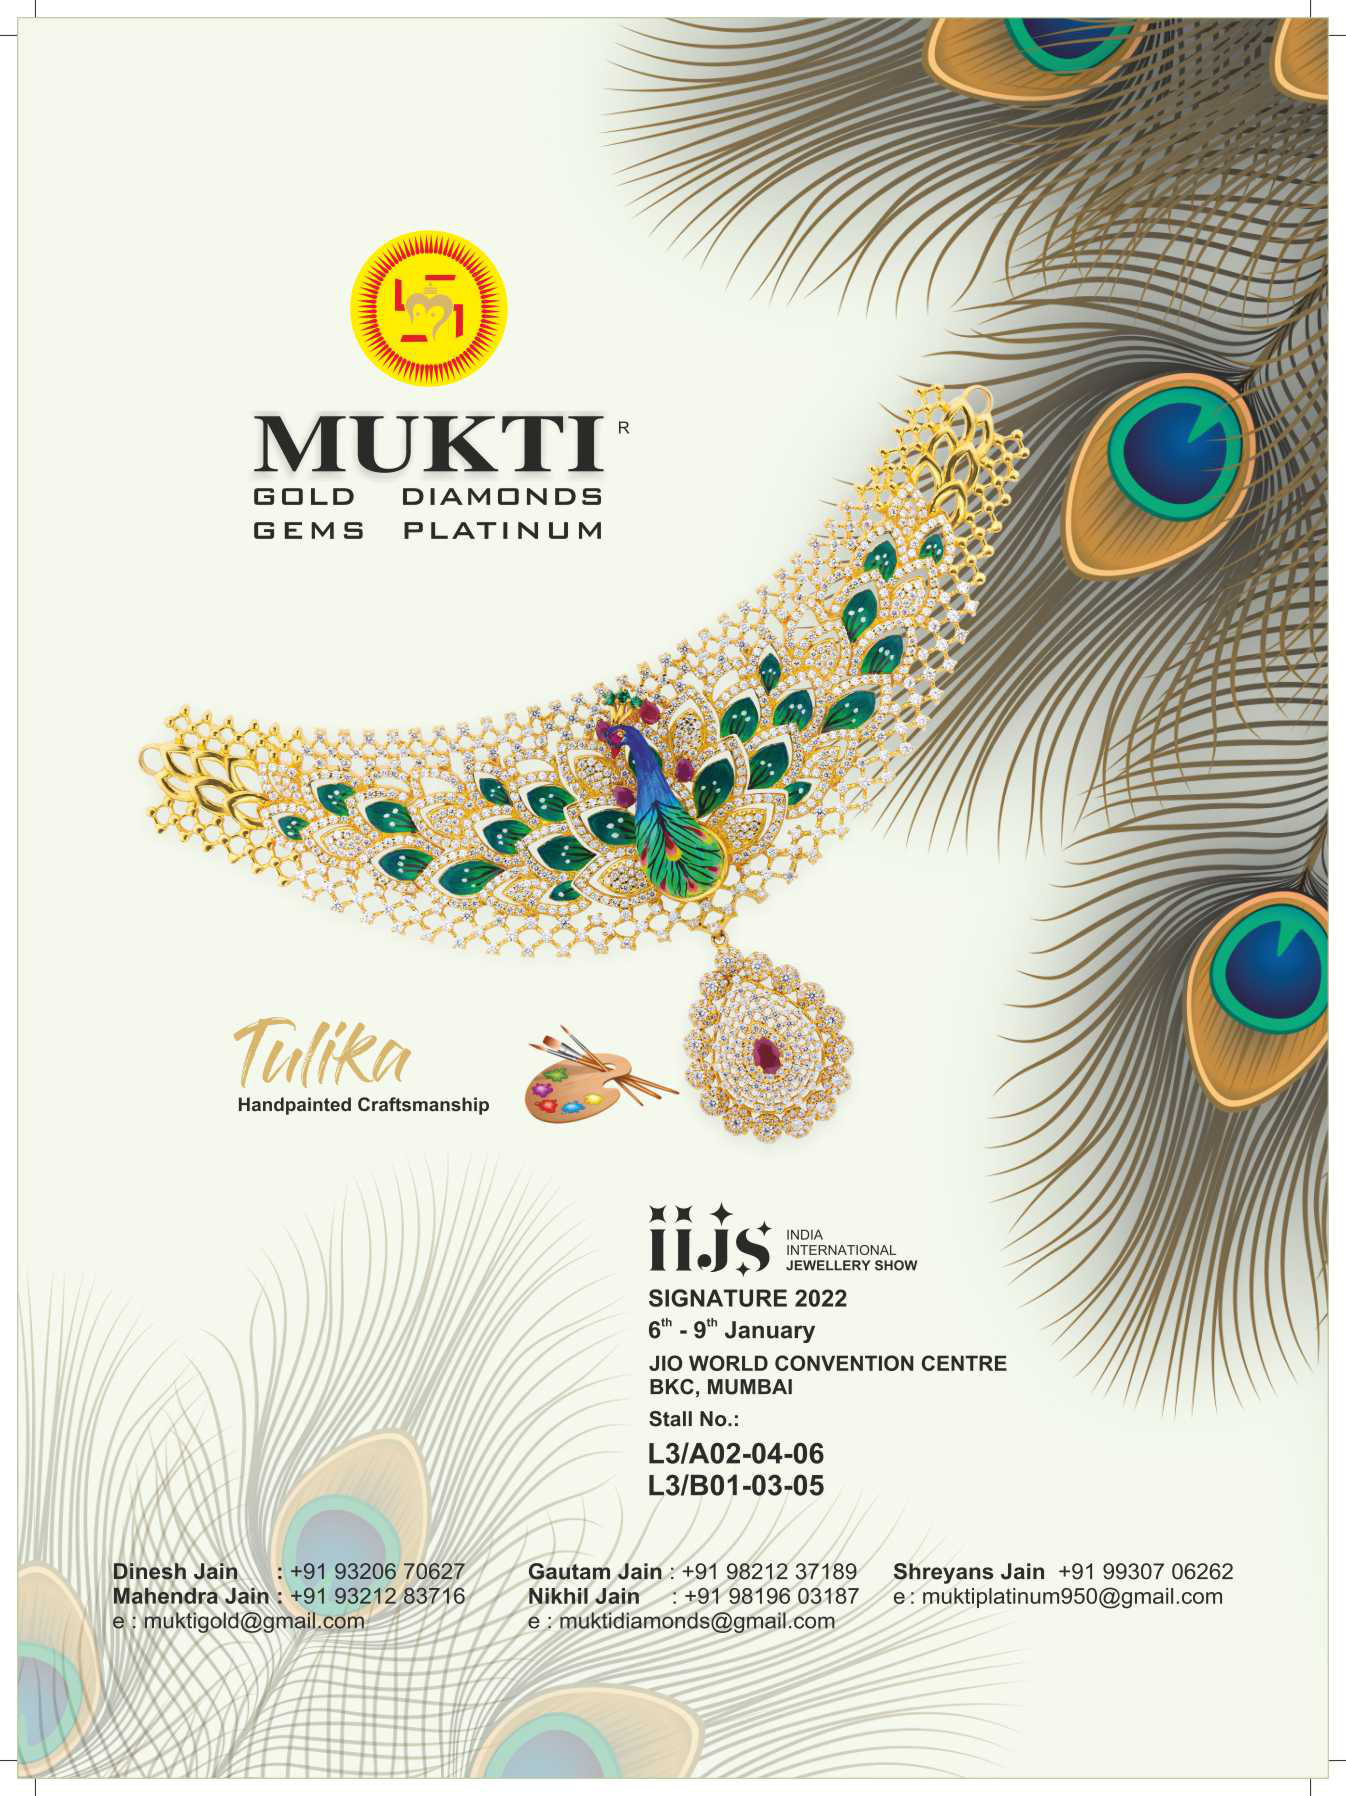 MUKTI R
GOLD DIAMONDS
GEMS PLATINUM
Tulika
Handpainted Craftsmanship
iijs
INDIA
INTERNATIONAL
JEWELLERY SHOW
SIGNATURE 2022
6th - 9th January
JIO WORLD CONVENTION CENTRE
BKC, MUMBAI
Stall No.:
L3/A02-04-06
L3/B01-03-05
Dinesh Jain : +91 93206 70627
Mahendra Jain : +91 93212 83716
e : muktigold@gmail.com
Gautam Jain : +91 98212 37189
Nikhil Jain : +91 98196 03187
e : muktidiamonds@gmail.com
Shreyans Jain +91 99307 06262
e : muktiplatinum950@gmail.com